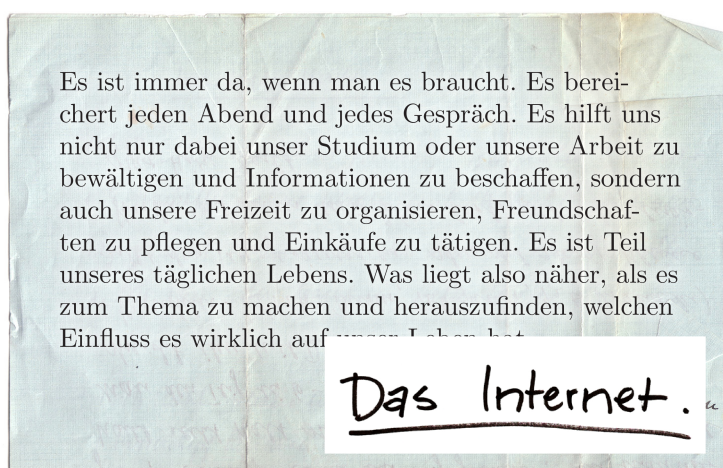 Es ist immer da, wenn man es braucht. Es berei-
chert jeden Abend und jedes Gespräch. Es hilft uns
nicht nur dabei unser Studium oder unsere Arbeit zu
bewältigen und Informationen zu beschaffen, sondern
auch unsere Freizeit zu organisieren, Freundschaf-
ten zu pflegen und Einkäufe zu tätigen. Es ist Teil
unseres täglichen Lebens. Was liegt also näher, als es
zum Thema zu machen und herauszufinden, welchen
Einfluss es wirklich auf unser Leben hat
Das Internet.